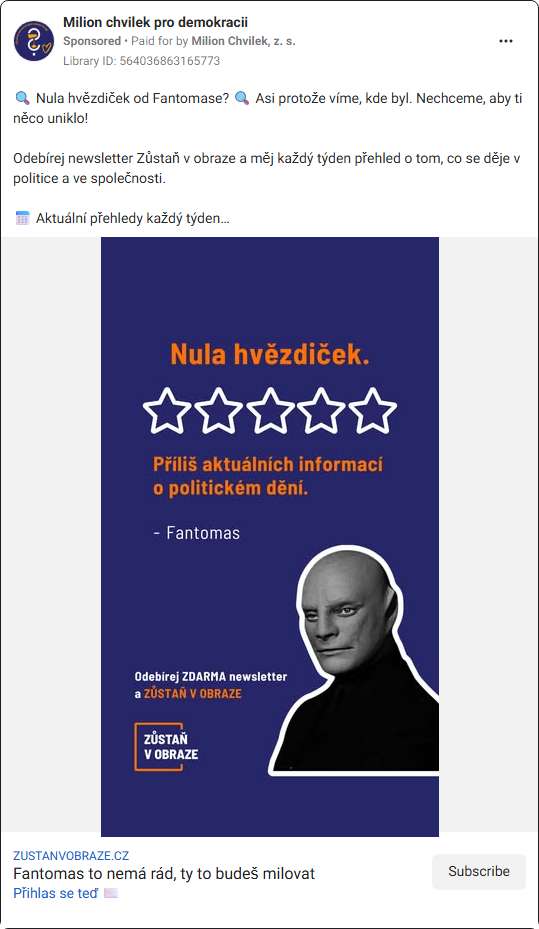 Milion chvilek pro demokracii
Sponsored • Paid for by Milion Chvilek, z. s.
Library ID: 564036863165773
🔍 Nula hvězdiček od Fantomase? 🔍 Asi protože víme, kde byl. Nechceme, aby ti
něco uniklo!
Odebírej newsletter Zůstaň v obraze a měj každý týden přehled o tom, co se děje v
politice a ve společnosti.
🗓️ Aktuální přehledy každý týden...
Nula hvězdiček.
Příliš aktuálních informací
o politickém dění.
- Fantomas
Odebírej ZDARMA newsletter
a ZŮSTAŇ V OBRAZE
ZŮSTAŇ
V OBRAZE
ZUSTANVOBRAZE.CZ
Fantomas to nemá rád, ty to budeš milovat
Přihlas se teď 📨
Subscribe